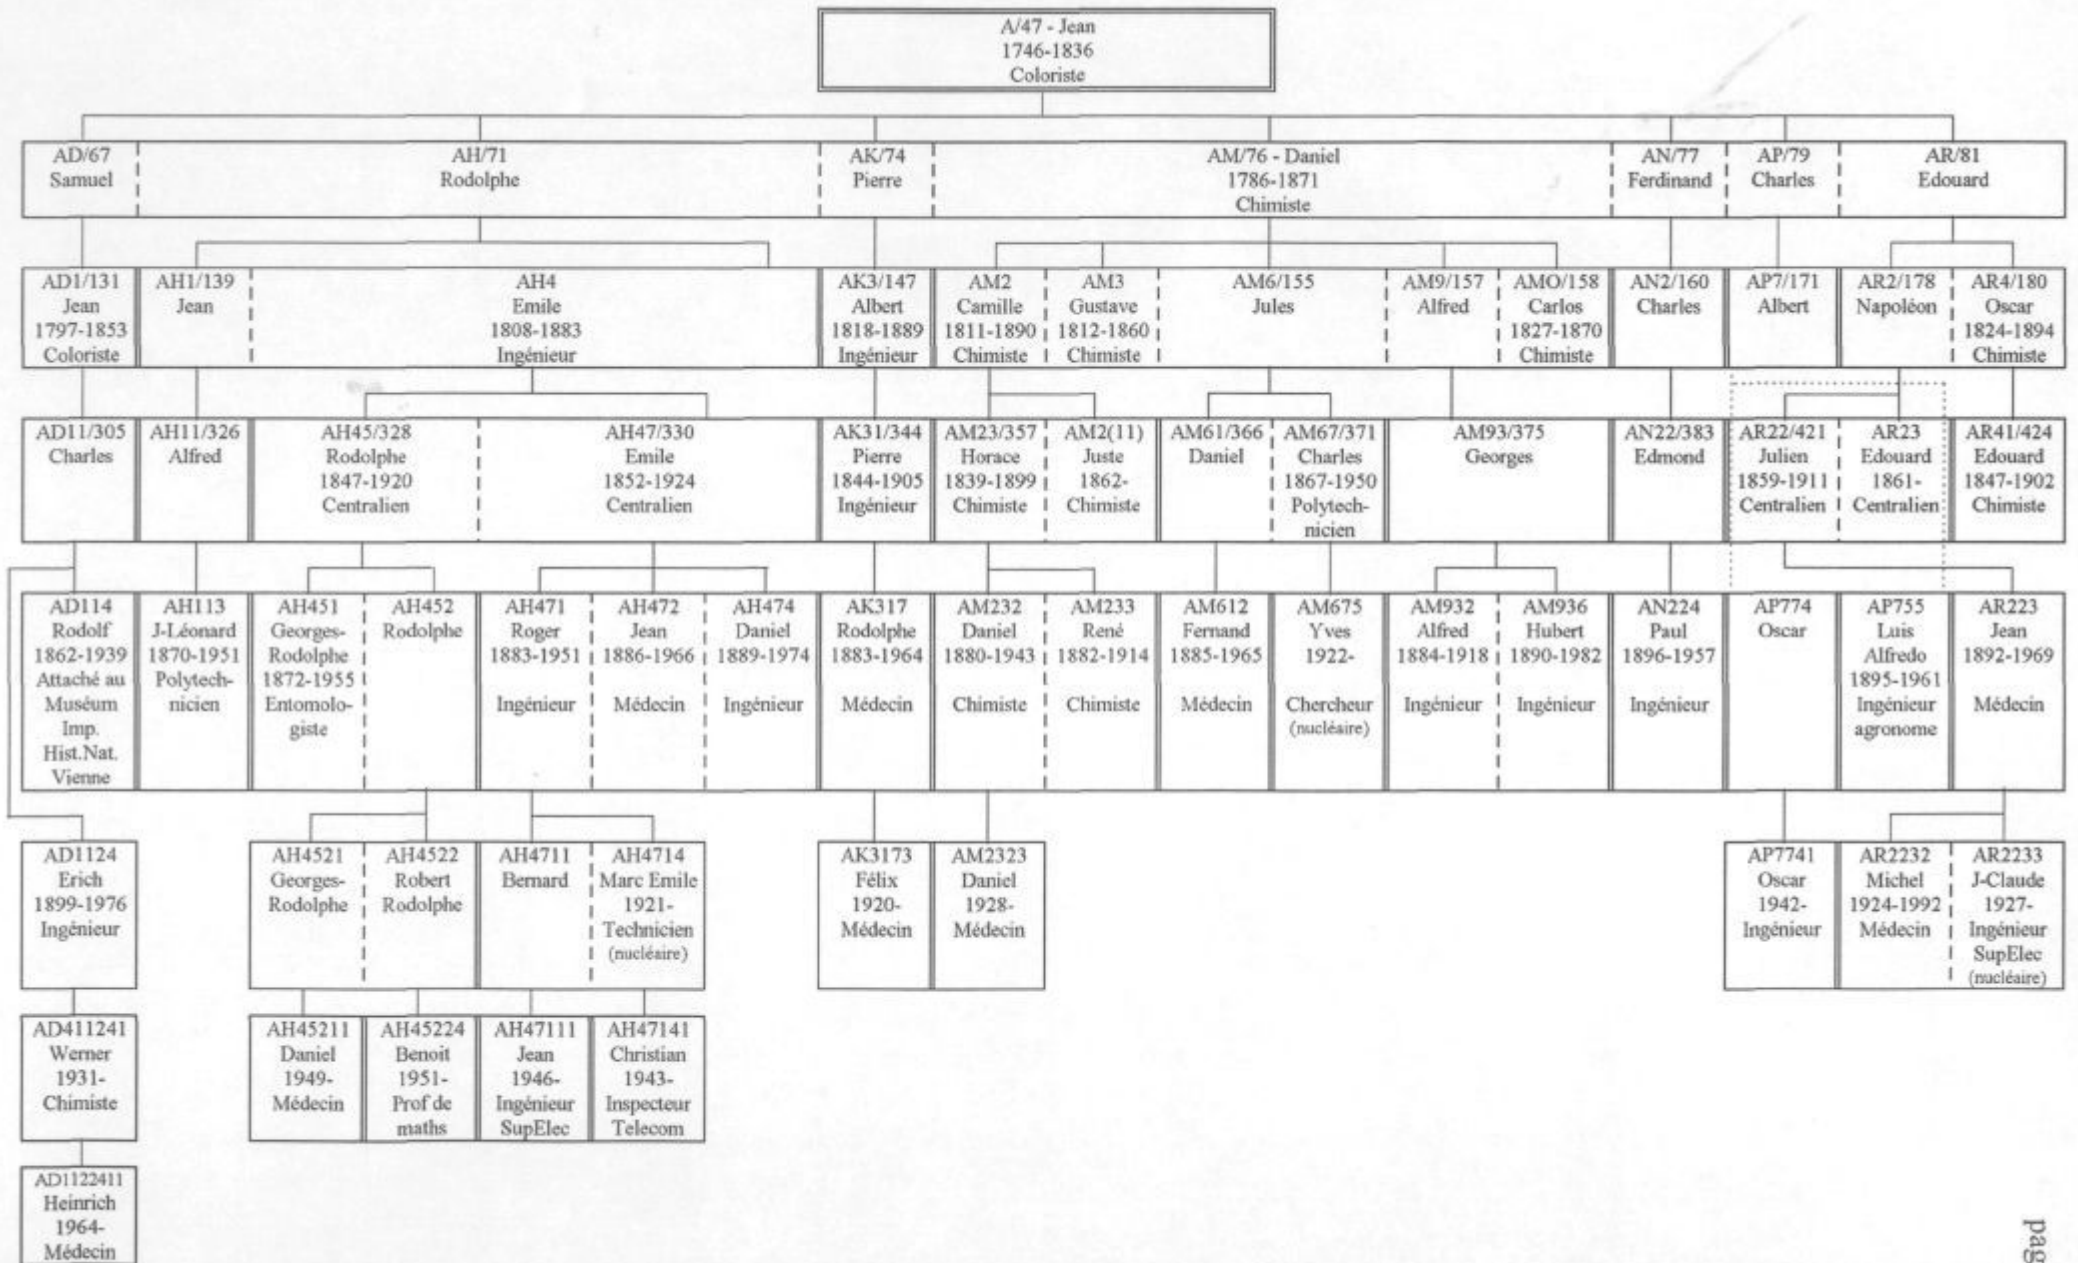 A/47 - Jean
1746-1836
Coloriste
AD/67
Samuel
AH/71
Rodolphe
AK/74
Pierre
AM/76 - Daniel
1786-1871
Chimiste
AN/77
Ferdinand
AP/79
Charles
AR/81
Edouard
AD1/131
Jean
1797-1853
Coloriste
AH1/139
Jean
AH4
Emile
1808-1883
Ingénieur
AK3/147
Albert
1818-1889
Ingénieur
AM2
Camille
1811-1890
Chimiste
AM3
Gustave
1812-1860
Chimiste
AM6/155
Jules
AM9/157
Alfred
AMO/158
Carlos
1827-1870
Chimiste
AN2/160
Charles
AP7/171
Albert
AR2/178
Napoléon
AR4/180
Oscar
1824-1894
Chimiste
AD11/305
Charles
AH11/326
Alfred
AH45/328
Rodolphe
1847-1920
Centralien
AH47/330
Emile
1852-1924
Centralien
AK31/344
Pierre
1844-1905
Ingénieur
AM23/357
Horace
1839-1899
Chimiste
AM2(11)
Juste
1862-
Chimiste
AM61/366
Daniel
AM67/371
Charles
1867-1950
Polytech-
nicien
AM93/375
Georges
AN22/383
Edmond
AR22/421
Julien
1859-1911
Centralien
AR23
Edouard
1861-
Centralien
AR41/424
Edouard
1847-1902
Chimiste
AD114
Rodolf
1862-1939
Attaché au
Muséum
Imp.
Hist.Nat.
Vienne
AH113
J-Léonard
1870-1951
Polytech-
nicien
AH451
Georges-
Rodolphe
1872-1955
Entomolo-
giste
AH452
Rodolphe
AH471
Roger
1883-1951
Ingénieur
AH472
Jean
1886-1966
Médecin
AH474
Daniel
1889-1974
Ingénieur
AK317
Rodolphe
1883-1964
Médecin
AM232
Daniel
1880-1943
Chimiste
AM233
René
1882-1914
Chimiste
AM612
Fernand
1885-1965
Médecin
AM675
Yves
1922-
Chercheur
(nucléaire)
AM932
Alfred
1884-1918
Ingénieur
AM936
Hubert
1890-1982
Ingénieur
AN224
Paul
1896-1957
Ingénieur
AP774
Oscar
AP755
Luis
Alfredo
1895-1961
Ingénieur
agronome
AR223
Jean
1892-1969
Médecin
AD1124
Erich
1899-1976
Ingénieur
AH4521
Georges-
Rodolphe
AH4522
Robert
Rodolphe
AH4711
Bernard
AH4714
Marc Emile
1921-
Technicien
(nucléaire)
AK3173
Félix
1920-
Médecin
AM2323
Daniel
1928-
Médecin
AP7741
Oscar
1942-
Ingénieur
AR2232
Michel
1924-1992
Médecin
AR2233
J-Claude
1927-
Ingénieur
SupElec
(nucléaire)
AD411241
Werner
1931-
Chimiste
AH45211
Daniel
1949-
Médecin
AH45224
Benoit
1951-
Prof de
maths
AH47111
Jean
1946-
Ingénieur
SupElec
AH47141
Christian
1943-
Inspecteur
Telecom
AD1122411
Heinrich
1964-
Médecin
pag